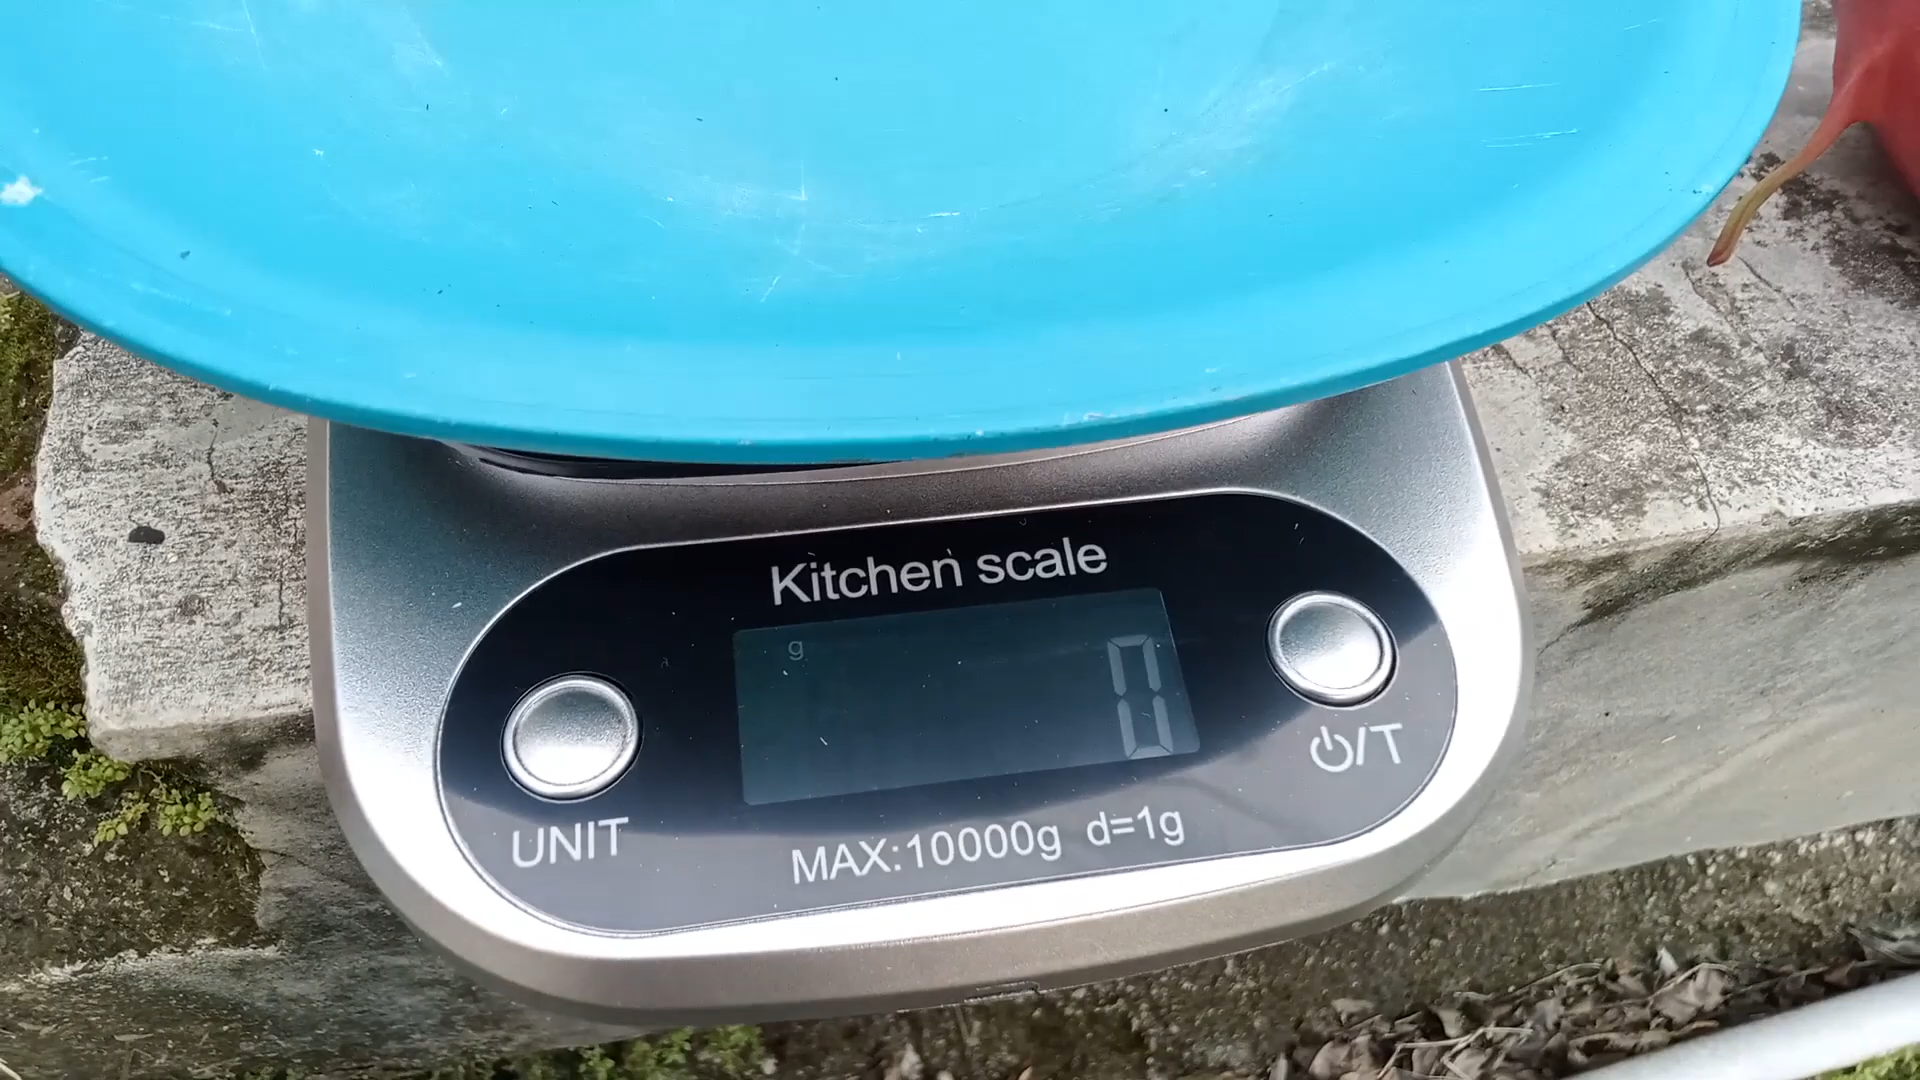 Kitchen scale
g
0
UNIT
⏻/T
MAX:10000g d=1g